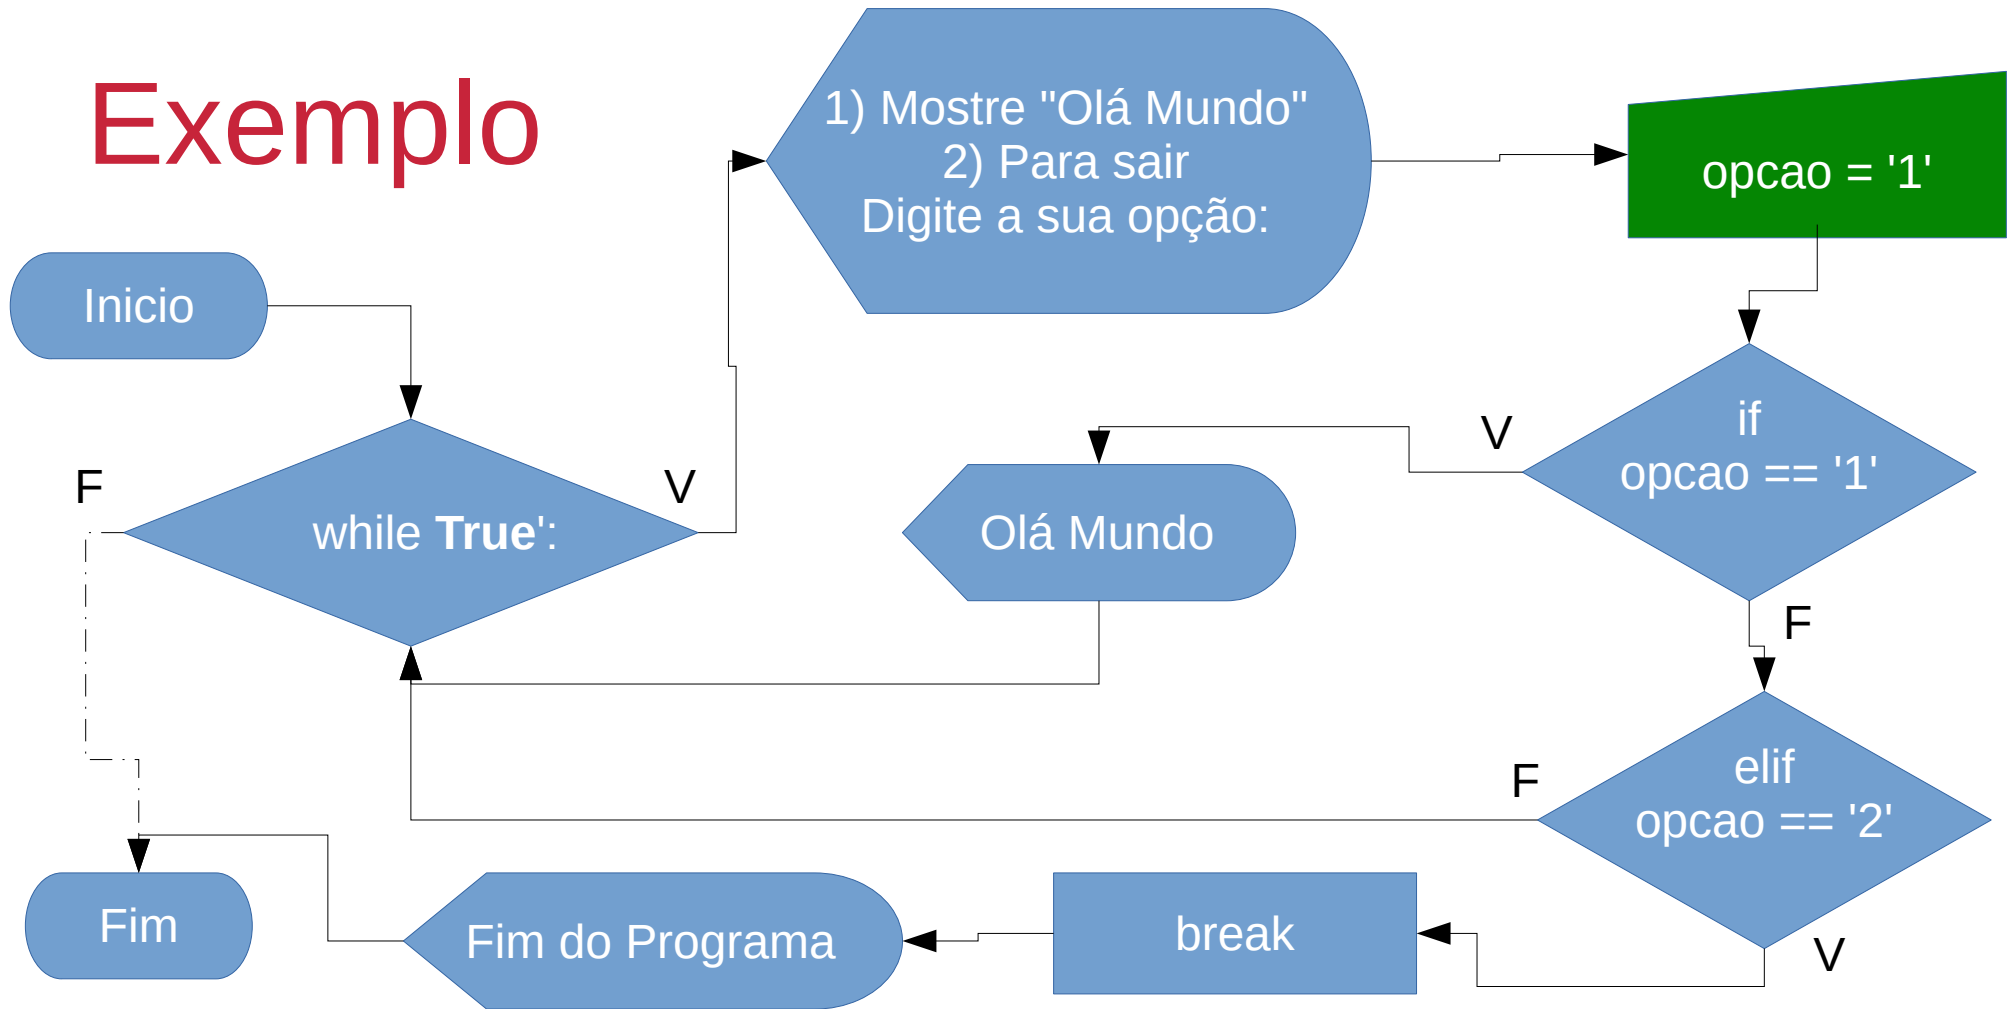 Exemplo
1) Mostre "Olá Mundo"
2) Para sair
Digite a sua opção:
opcao = '1'
Inicio
F
while True':
V
V
if
opcao == '1'
Olá Mundo
F
F
elif
opcao == '2'
V
break
Fim do Programa
Fim